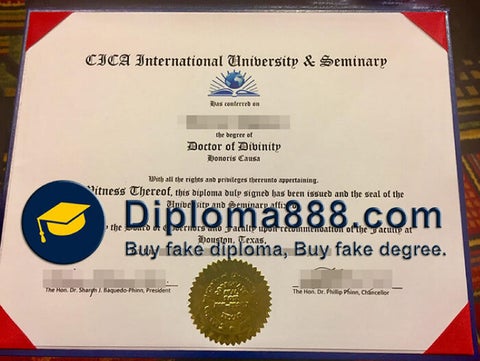 CICA International University & Seminary
Has conferred on
the degree of
Doctor of Divinity
Honoris Causa
With all the rights and privileges thereunto appertaining.
Witness Thereof, this diploma duly signed has been issued and the seal of the
University and Seminary affixed
Diploma888.com
by the Board of Governors and Faculty upon recommendation of the Faculty at
Houston, Texas,
Buy fake diploma, Buy fake degree.
The Hon. Dr. Sharon J. Baquedo-Phinn, President
The Hon. Dr. Phillip Phinn, Chancellor